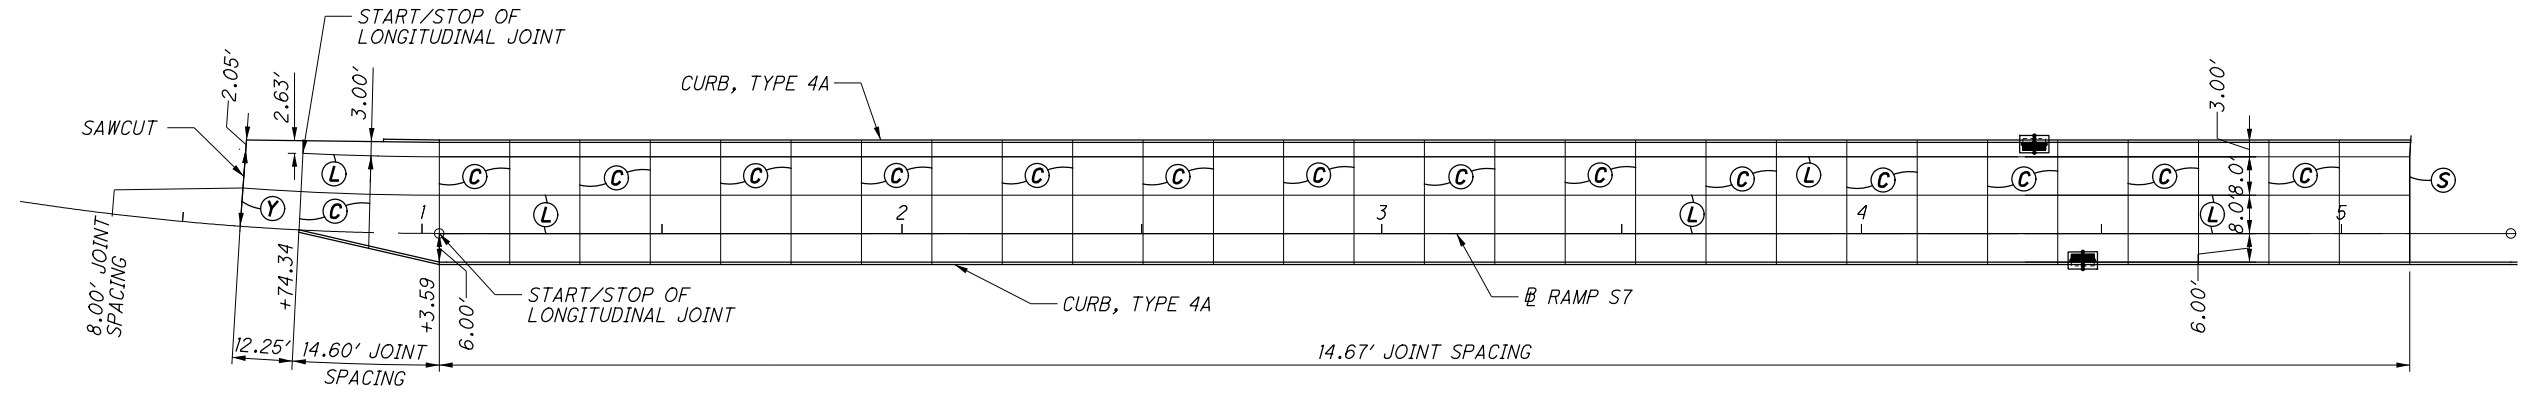 START/STOP OF
LONGITUDINAL JOINT
2.05'
2.63'
3.00'
CURB, TYPE 4A
3.00'
SAWCUT
L
C
C
C
C
C
C
C
C
C
C
L
C
C
C
C
S
Y
C
L
L
L
8.0'
8.0'
1
2
3
4
5
8.00' JOINT
SPACING
+74.34
+3.59
6.00'
START/STOP OF
LONGITUDINAL JOINT
CURB, TYPE 4A
BL RAMP S7
6.00'
12.25'
14.60' JOINT
SPACING
14.67' JOINT SPACING